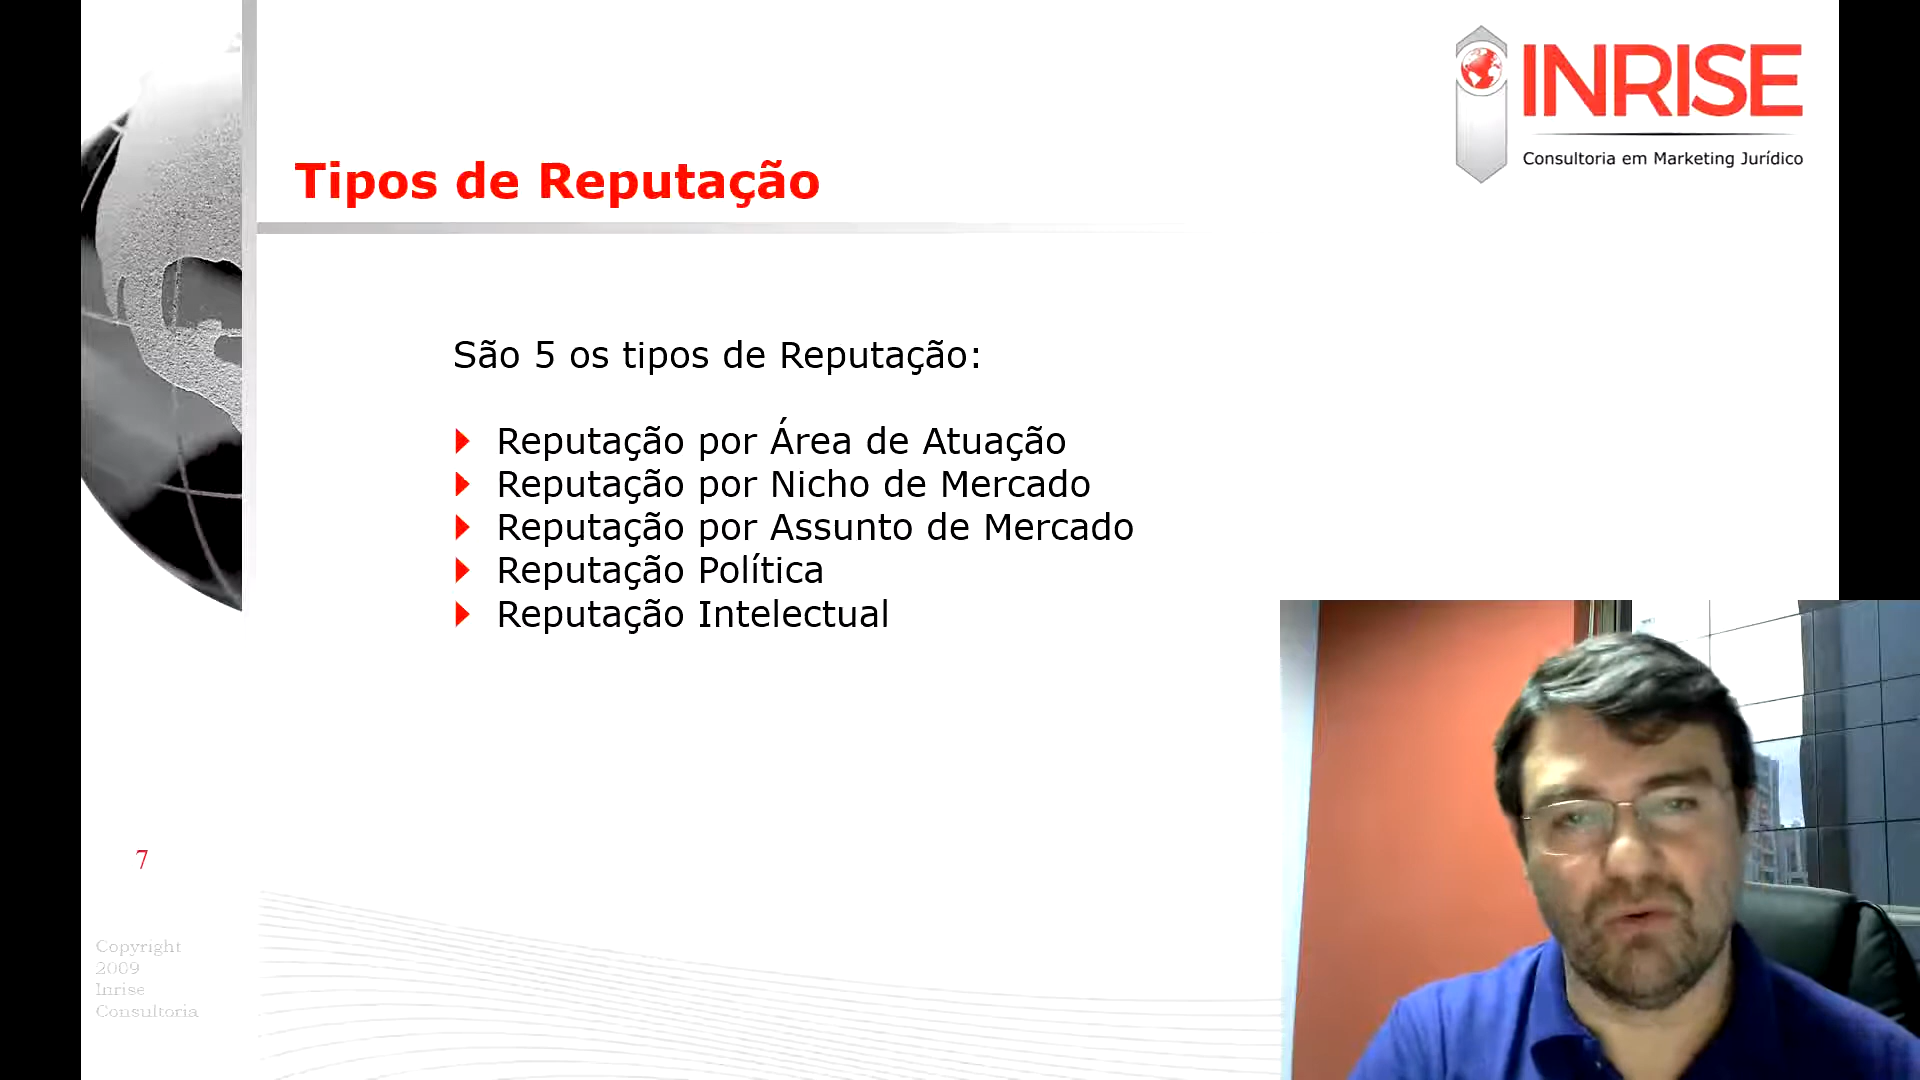 INRISE
Consultoria em Marketing Jurídico
Tipos de Reputação
São 5 os tipos de Reputação:
Reputação por Área de Atuação
Reputação por Nicho de Mercado
Reputação por Assunto de Mercado
Reputação Política
Reputação Intelectual
7
Copyright
2009
Inrise
Consultoria